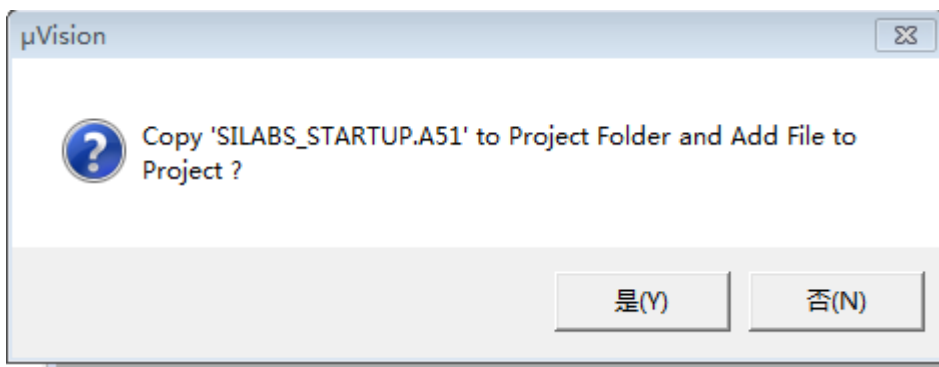 µVision
Copy 'SILABS_STARTUP.A51' to Project Folder and Add File to
Project ?
是(Y)
否(N)